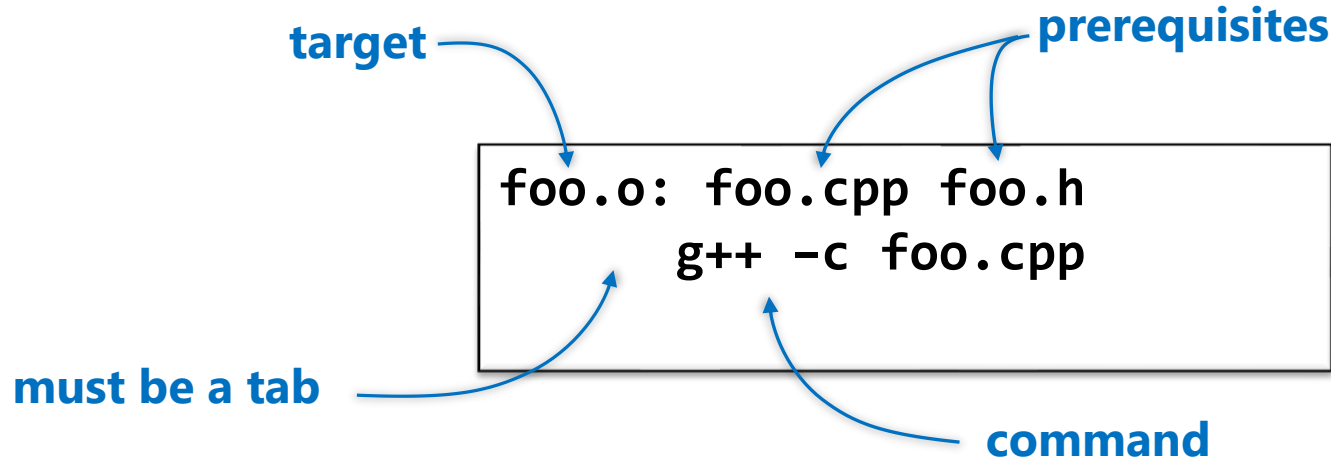 target
prerequisites
foo.o: foo.cpp foo.h
g++ –c foo.cpp
must be a tab
command